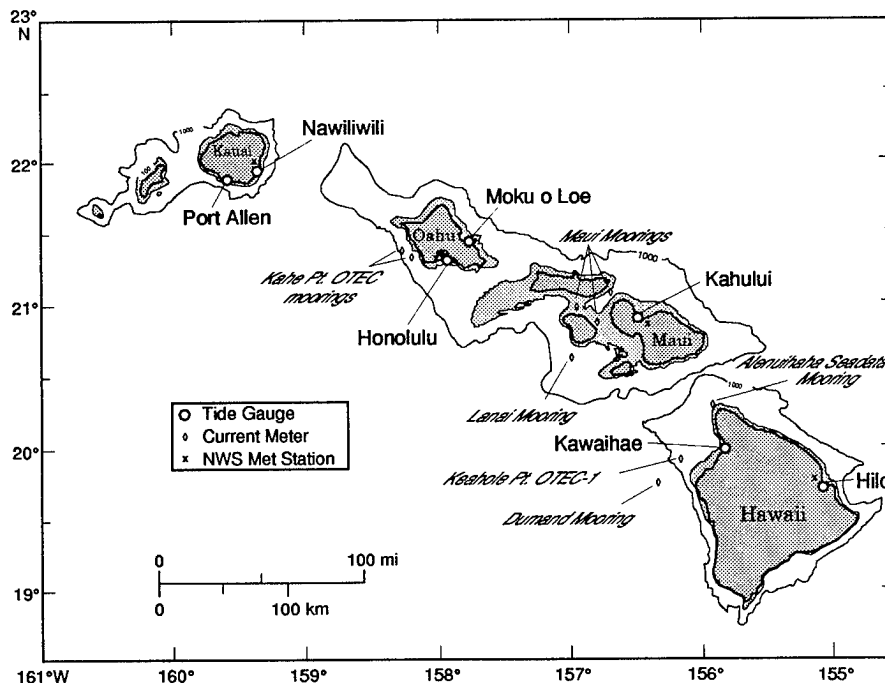 23°
N
22°
21°
20°
19°
161°W
160°
159°
158°
157°
156°
155°
1000
Kauai
100
Nawiliwili
Port Allen
Moku o Loe
Oahu
Maui Moorings
1000
Kahului
Kahe Pt. OTEC
moorings
Honolulu
Maui
Alenuihaha Seadata
Mooring
1000
Lanai Mooring
Kawaihae
Keahole Pt. OTEC-1
Dumand Mooring
Hilo
Hawaii
Tide Gauge
Current Meter
NWS Met Station
0 100 mi
0 100 km